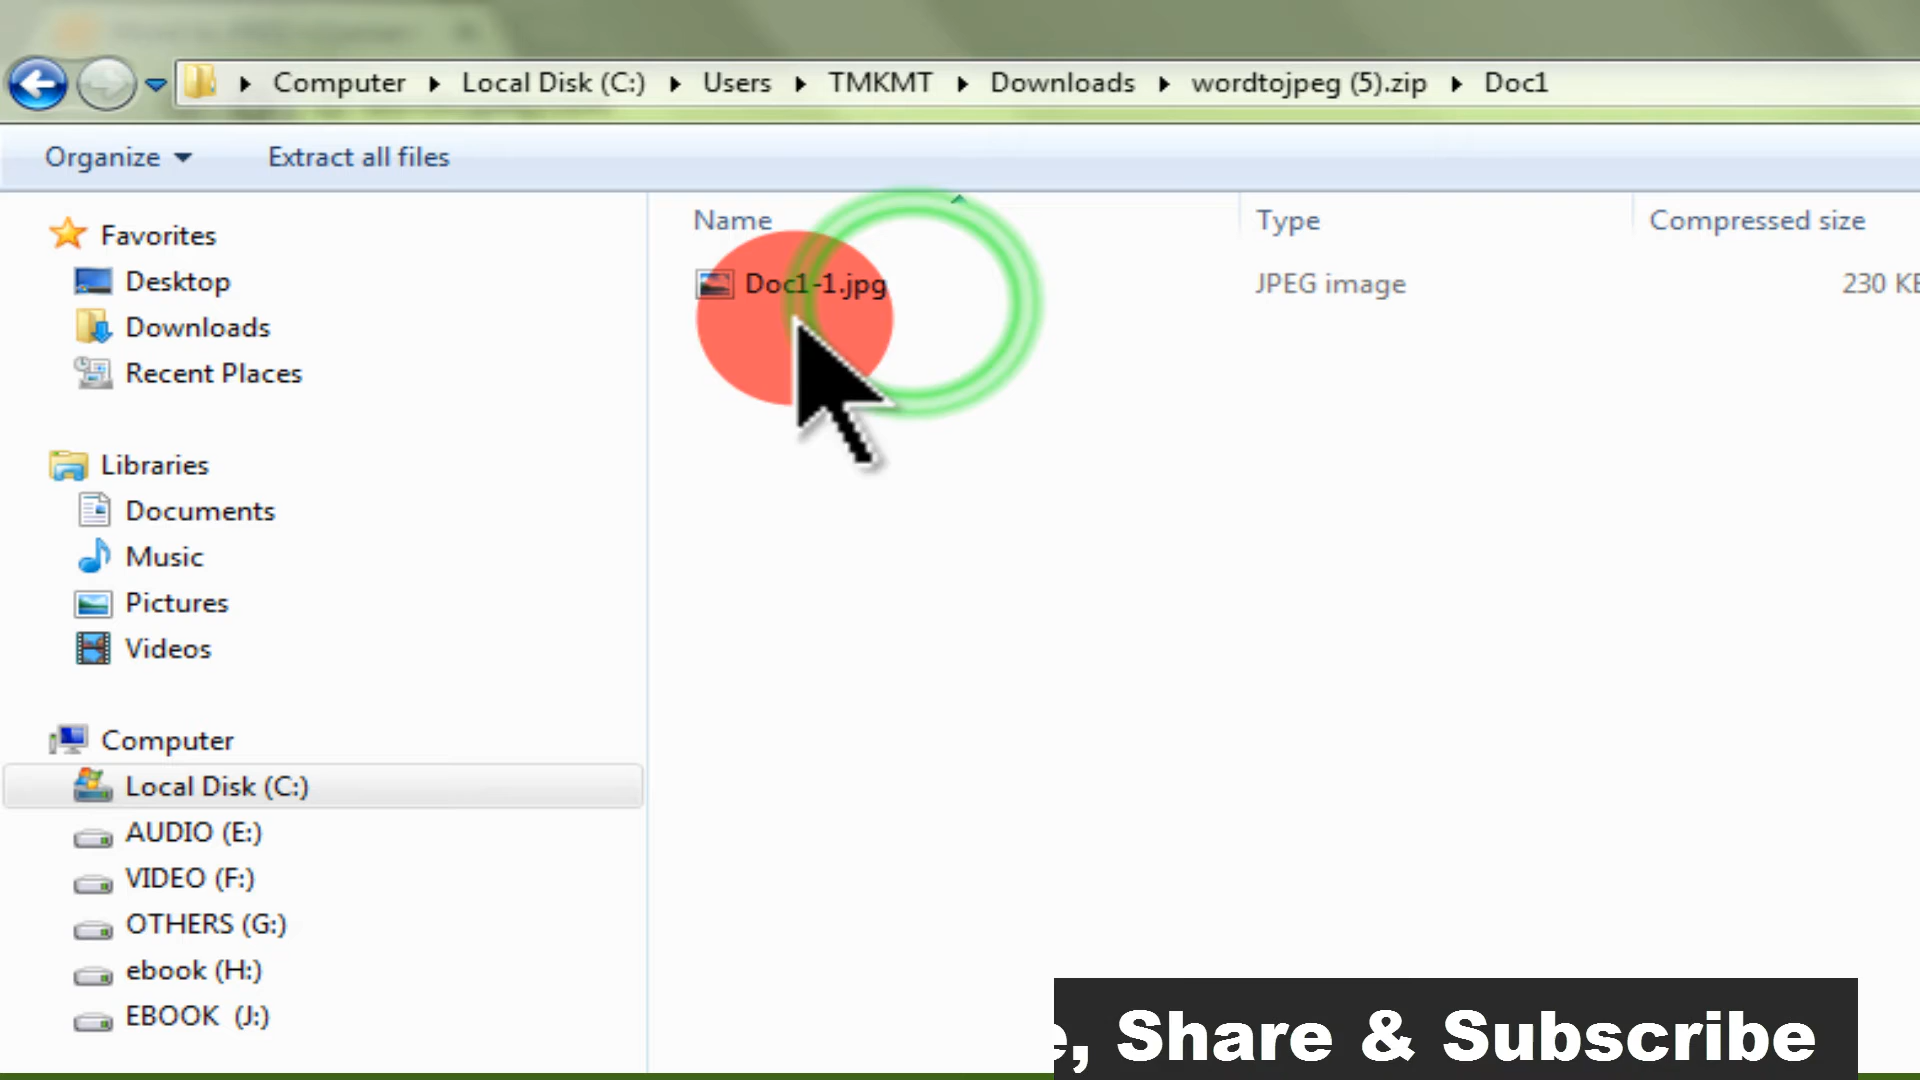 Computer Local Disk (C:) Users TMKMT Downloads wordtojpeg (5).zip Doc1
Organize Extract all files
Name Type Compressed size
Doc1-1.jpg JPEG image 230 KB
Favorites
Desktop
Downloads
Recent Places
Libraries
Documents
Music
Pictures
Videos
Computer
Local Disk (C:)
AUDIO (E:)
VIDEO (F:)
OTHERS (G:)
ebook (H:)
EBOOK (J:)
e, Share & Subscribe